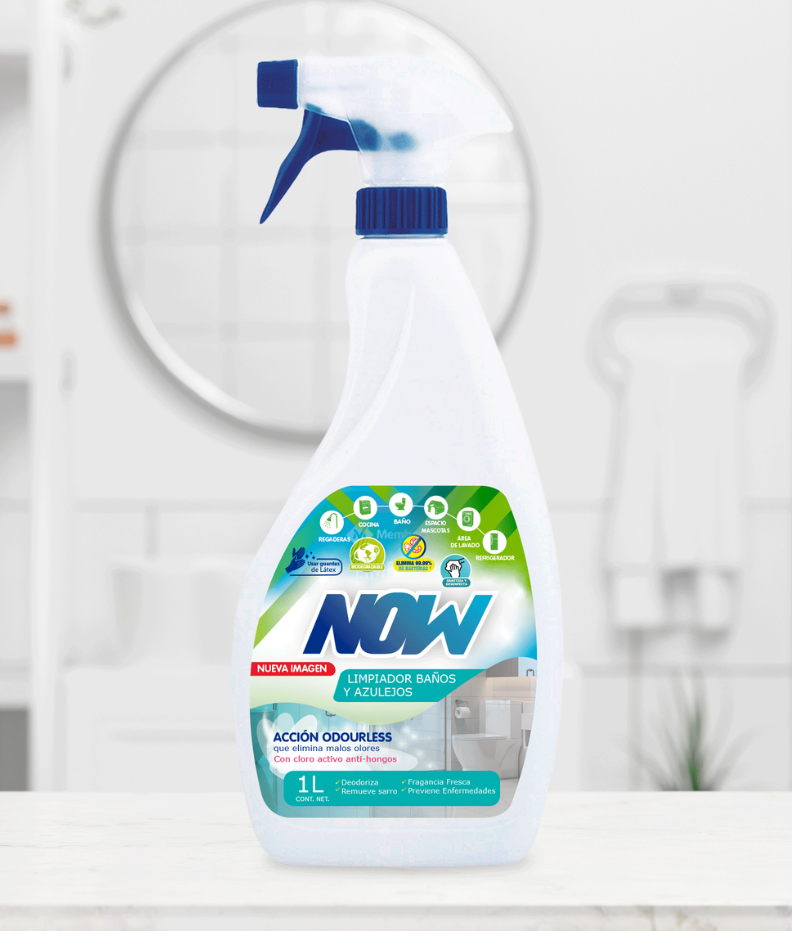 REGADERAS
COCINA
BAÑO
ESPACIO
MASCOTAS
ÁREA
DE LAVADO
REFRIGERADOR
Usar guantes
de Látex
BIODEGRADABLE
ELIMINA 99.99%
DE BACTERIAS
NOW
NUEVA IMAGEN
LIMPIADOR BAÑOS
Y AZULEJOS
ACCIÓN ODOURLESS
que elimina malos olores
Con cloro activo anti-hongos
1L
CONT. NET.
Deodoriza
Remueve sarro
Fragancia Fresca
Previene Enfermedades